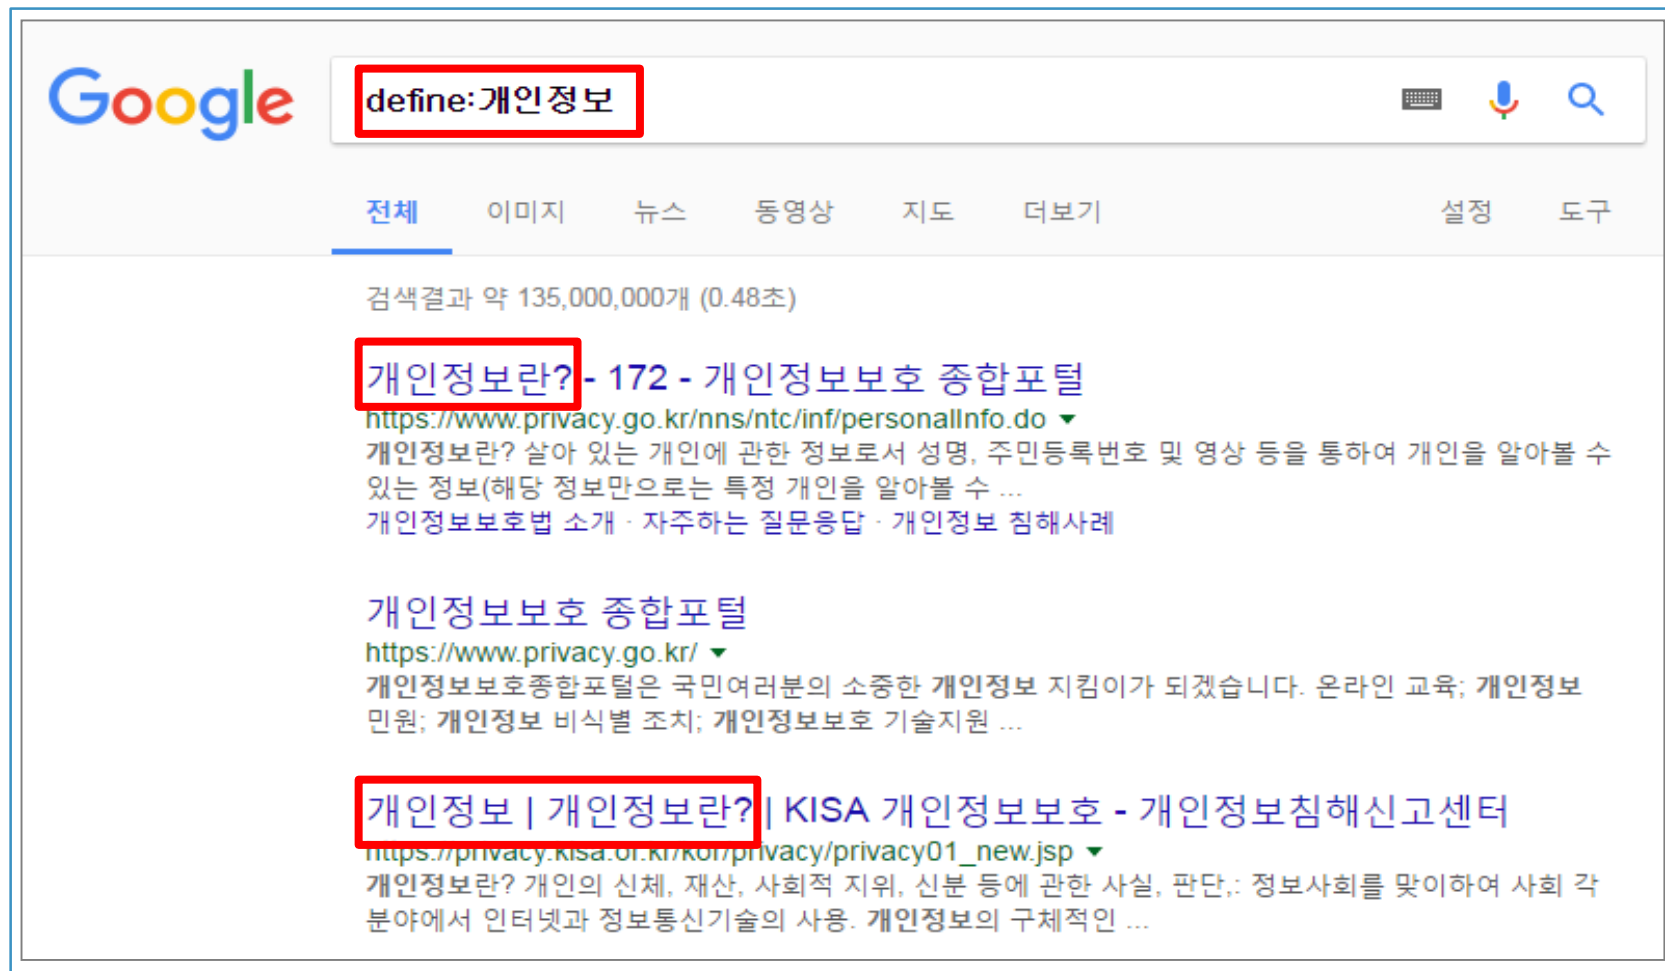 Google
define:개인정보
전체 이미지 뉴스 동영상 지도 더보기 설정 도구
검색결과 약 135,000,000개 (0.48초)
개인정보란? - 172 - 개인정보보호 종합포털
https://www.privacy.go.kr/nns/ntc/inf/personalInfo.do
개인정보란? 살아 있는 개인에 관한 정보로서 성명, 주민등록번호 및 영상 등을 통하여 개인을 알아볼 수
있는 정보(해당 정보만으로는 특정 개인을 알아볼 수 ...
개인정보보호법 소개 · 자주하는 질문응답 · 개인정보 침해사례
개인정보보호 종합포털
https://www.privacy.go.kr/
개인정보보호종합포털은 국민여러분의 소중한 개인정보 지킴이가 되겠습니다. 온라인 교육; 개인정보
민원; 개인정보 비식별 조치; 개인정보보호 기술지원 ...
개인정보 | 개인정보란? | KISA 개인정보보호 - 개인정보침해신고센터
https://privacy.kisa.or.kr/kor/privacy/privacy01_new.jsp
개인정보란? 개인의 신체, 재산, 사회적 지위, 신분 등에 관한 사실, 판단,: 정보사회를 맞이하여 사회 각
분야에서 인터넷과 정보통신기술의 사용. 개인정보의 구체적인 ...